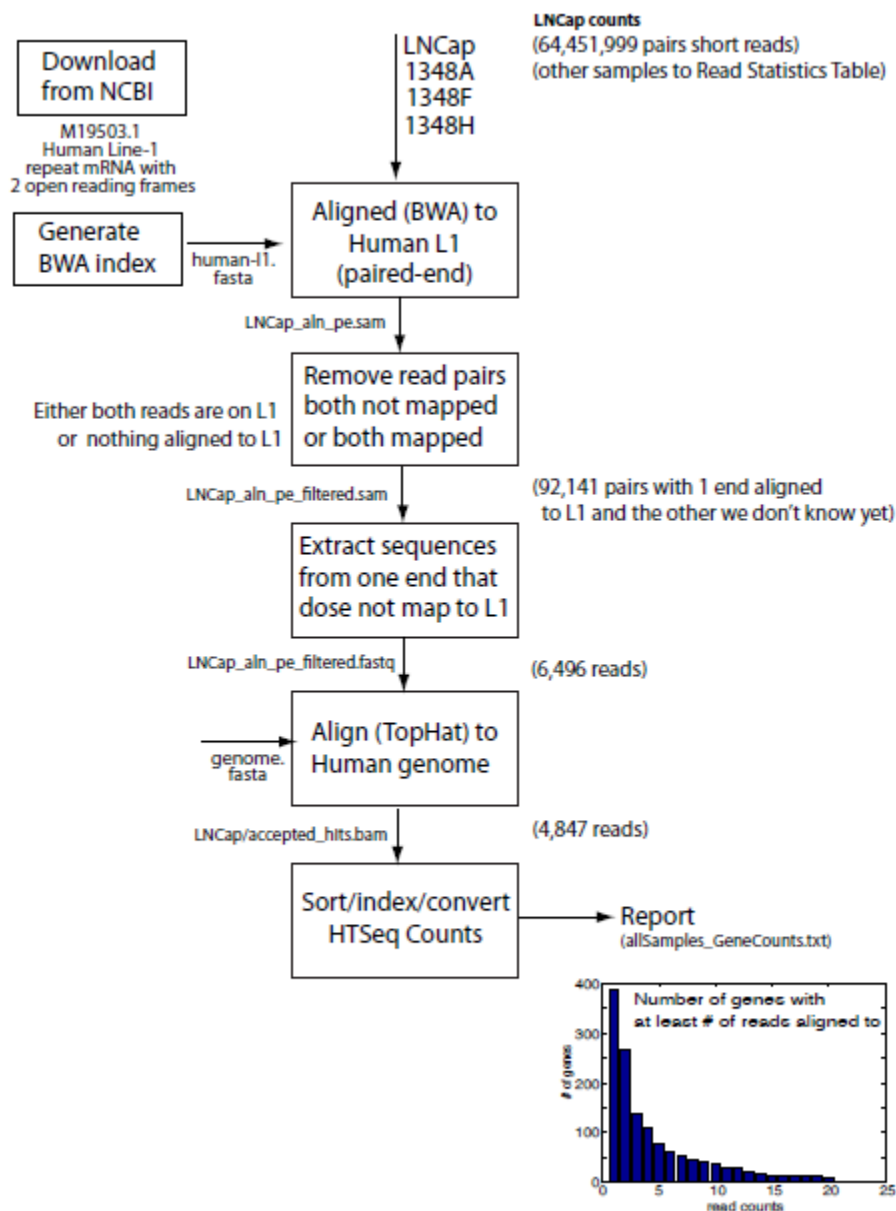 LNCap counts
(64,451,999 pairs short reads)
(other samples to Read Statistics Table)
LNCap
1348A
1348F
1348H
Download
from NCBI
M19503.1
Human Line-1
repeat mRNA with
2 open reading frames
Generate
BWA index
human-l1.
fasta
Aligned (BWA) to
Human L1
(paired-end)
LNCap_aln_pe.sam
Remove read pairs
both not mapped
or both mapped
Either both reads are on L1
or nothing aligned to L1
LNCap_aln_pe_filtered.sam
(92,141 pairs with 1 end aligned
to L1 and the other we don't know yet)
Extract sequences
from one end that
dose not map to L1
LNCap_aln_pe_filtered.fastq
(6,496 reads)
Align (TopHat) to
Human genome
genome.
fasta
LNCap/accepted_hits.bam
(4,847 reads)
Sort/index/convert
HTSeq Counts
Report
(allSamples_GeneCounts.txt)
Number of genes with
at least # of reads aligned to
# of genes
400
300
200
100
0
0
5
10
15
20
25
read counts